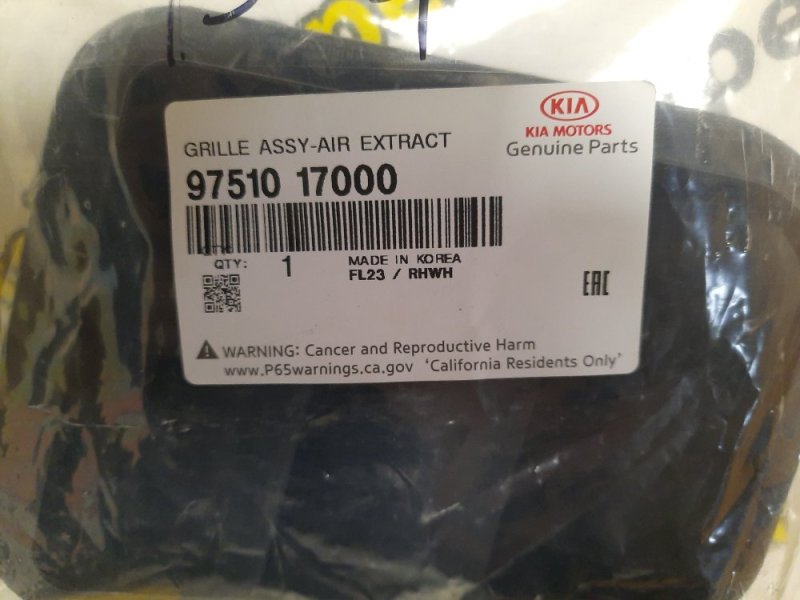 KIA
KIA MOTORS
Genuine Parts
GRILLE ASSY-AIR EXTRACT
97510 17000
QTY: 1
MADE IN KOREA
FL23 / RHWH
EAC
WARNING: Cancer and Reproductive Harm
www.P65warnings.ca.gov 'California Residents Only'